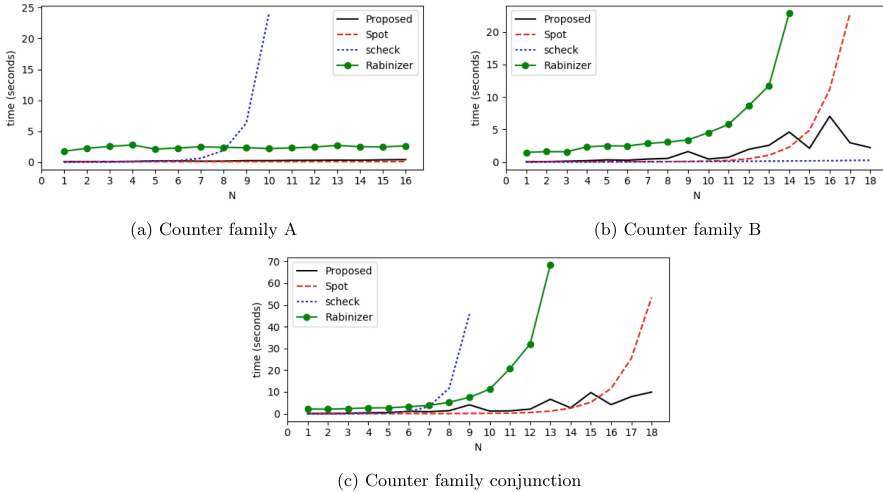 25
20
15
10
5
0
time (seconds)
Proposed
Spot
scheck
Rabinizer
0 1 2 3 4 5 6 7 8 9 10 11 12 13 14 15 16
N
(a) Counter family A
20
15
10
5
0
time (seconds)
Proposed
Spot
scheck
Rabinizer
0 1 2 3 4 5 6 7 8 9 10 11 12 13 14 15 16 17 18
N
(b) Counter family B
70
60
50
40
30
20
10
0
time (seconds)
Proposed
Spot
scheck
Rabinizer
0 1 2 3 4 5 6 7 8 9 10 11 12 13 14 15 16 17 18
N
(c) Counter family conjunction